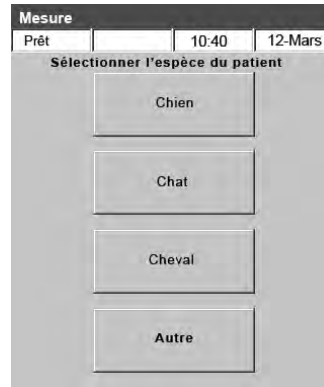 Mesure
Prêt 10:40 12-Mars
Sélectionner l'espèce du patient
Chien
Chat
Cheval
Autre